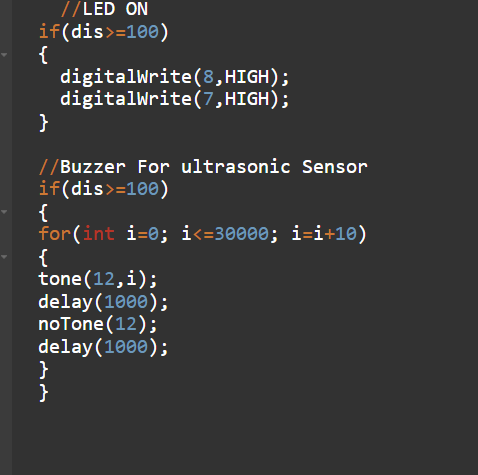 //LED ON
if(dis>=100)
{
digitalWrite(8,HIGH);
digitalWrite(7,HIGH);
}
//Buzzer For ultrasonic Sensor
if(dis>=100)
{
for(int i=0; i<=30000; i=i+10)
{
tone(12,i);
delay(1000);
noTone(12);
delay(1000);
}
}